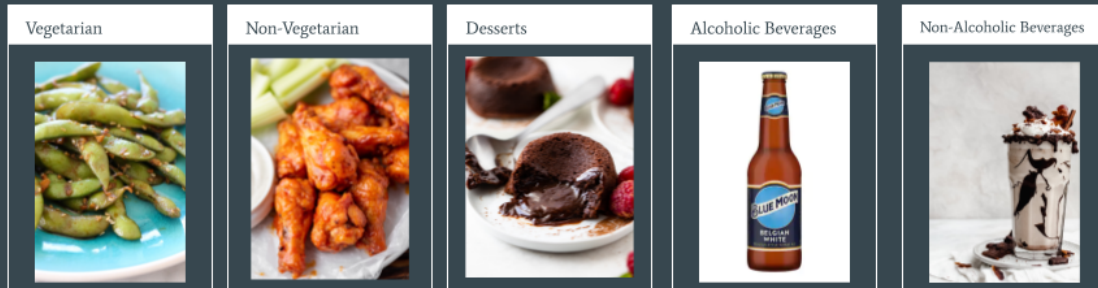 Vegetarian
Non-Vegetarian
Desserts
Alcoholic Beverages
Non-Alcoholic Beverages
BLUE MOON
BELGIAN
WHITE